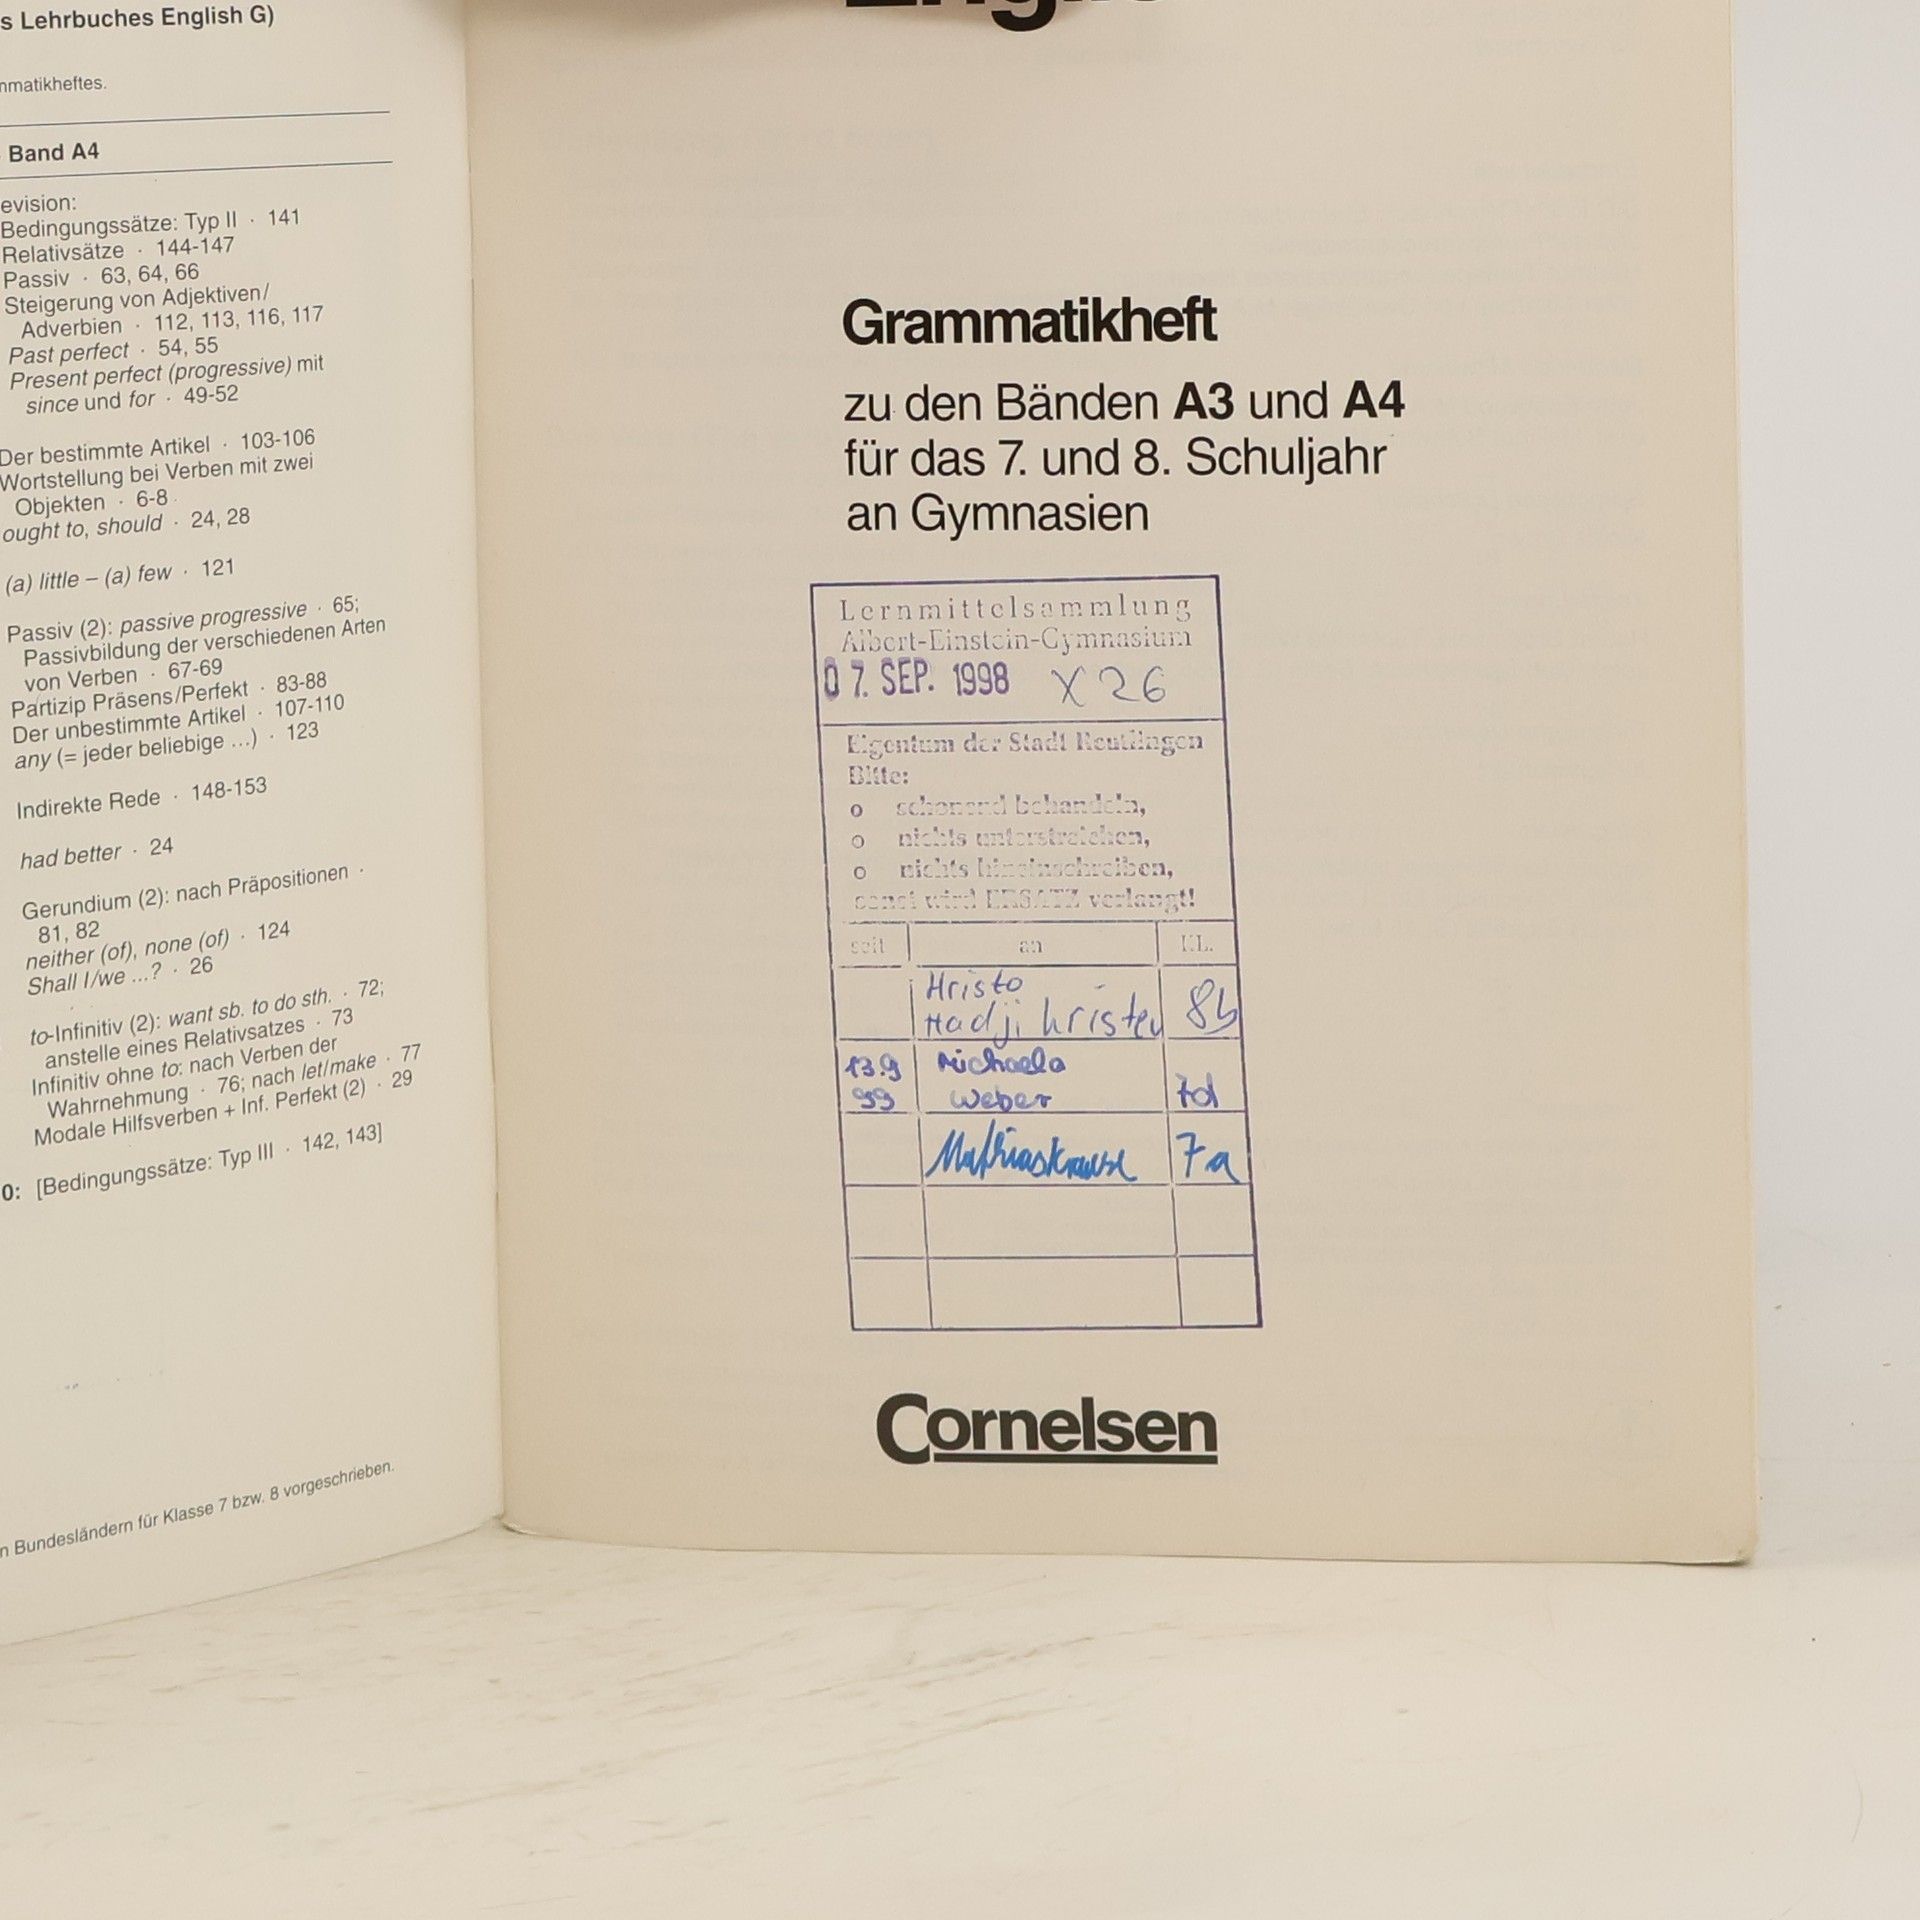 s Lehrbuches English G)
mmatikheftes.
Band A4
evision:
Bedingungssätze: Typ II · 141
Relativsätze · 144-147
Passiv · 63, 64, 66
Steigerung von Adjektiven/
Adverbien · 112, 113, 116, 117
Past perfect · 54, 55
Present perfect (progressive) mit
since und for · 49-52
Der bestimmte Artikel · 103-106
Wortstellung bei Verben mit zwei
Objekten · 6-8
ought to, should · 24, 28
(a) little – (a) few · 121
Passiv (2): passive progressive · 65;
Passivbildung der verschiedenen Arten
von Verben · 67-69
Partizip Präsens/Perfekt · 83-88
Der unbestimmte Artikel · 107-110
any (= jeder beliebige ...) · 123
Indirekte Rede · 148-153
had better · 24
Gerundium (2): nach Präpositionen ·
81, 82
neither (of), none (of) · 124
Shall I/we ...? · 26
to-Infinitiv (2): want sb. to do sth. · 72;
anstelle eines Relativsatzes · 73
Infinitiv ohne to: nach Verben der
Wahrnehmung · 76; nach let/make · 77
Modale Hilfsverben + Inf. Perfekt (2) · 29
0: [Bedingungssätze: Typ III · 142, 143]
n Bundesländern für Klasse 7 bzw. 8 vorgeschrieben.
Grammatikheft
zu den Bänden A3 und A4
für das 7. und 8. Schuljahr
an Gymnasien
Lernmittelsammlung
Albert-Einstein-Gymnasium
07. SEP. 1998 X 26
Eigentum der Stadt Reutlingen
Bitte:
o schonend behandeln,
o nichts unterstreichen,
o nichts hineinschreiben,
sonst wird ERSATZ verlangt!
seit an KL.
Hristo
Hadji hristev 8b
13.9 Michaela
99 Weber 7d
Mathias Krause 7a
Cornelsen